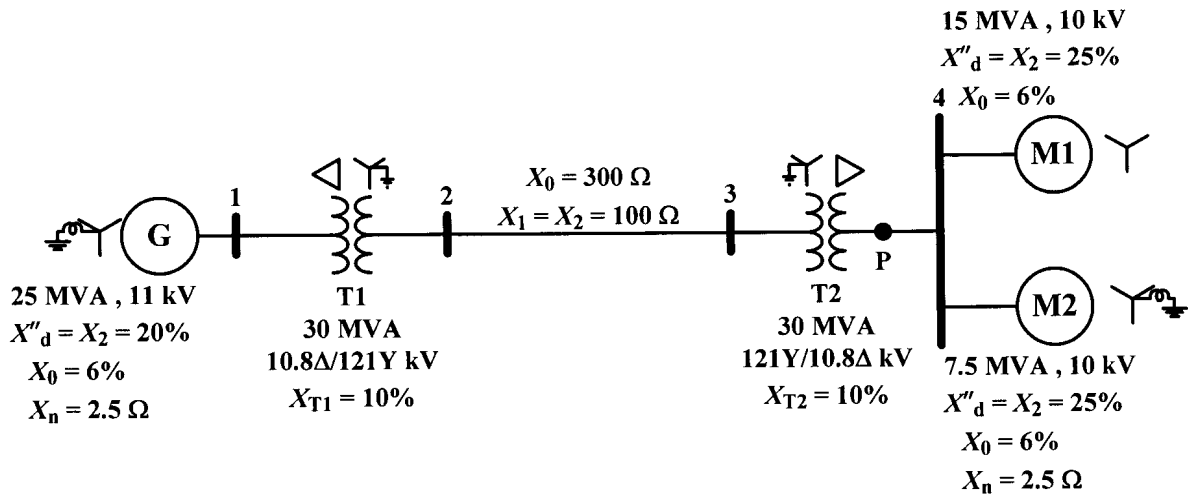 15 MVA , 10 kV
X″d = X2 = 25%
X0 = 6%
4
M1
1
2
3
X0 = 300 Ω
X1 = X2 = 100 Ω
G
P
25 MVA , 11 kV
X″d = X2 = 20%
X0 = 6%
Xn = 2.5 Ω
T1
30 MVA
10.8Δ/121Y kV
XT1 = 10%
T2
30 MVA
121Y/10.8Δ kV
XT2 = 10%
M2
7.5 MVA , 10 kV
X″d = X2 = 25%
X0 = 6%
Xn = 2.5 Ω